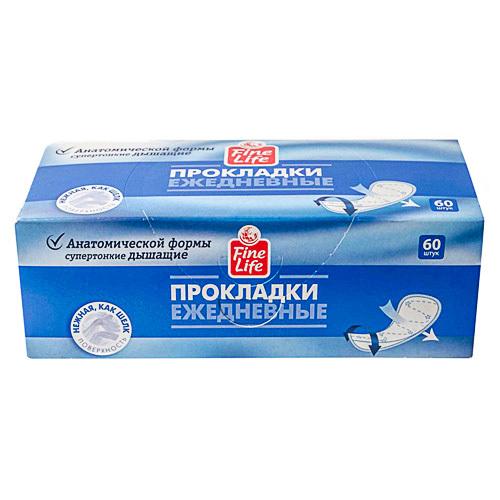 Анатомической формы
супертонкие дышащие
Fine
Life
ПРОКЛАДКИ
ЕЖЕДНЕВНЫЕ
НЕЖНАЯ, КАК ШЕЛК
ПОВЕРХНОСТЬ
60
штук
Анатомической формы
супертонкие дышащие
Fine
Life
ПРОКЛАДКИ
ЕЖЕДНЕВНЫЕ
НЕЖНАЯ, КАК ШЕЛК
ПОВЕРХНОСТЬ
60
штук